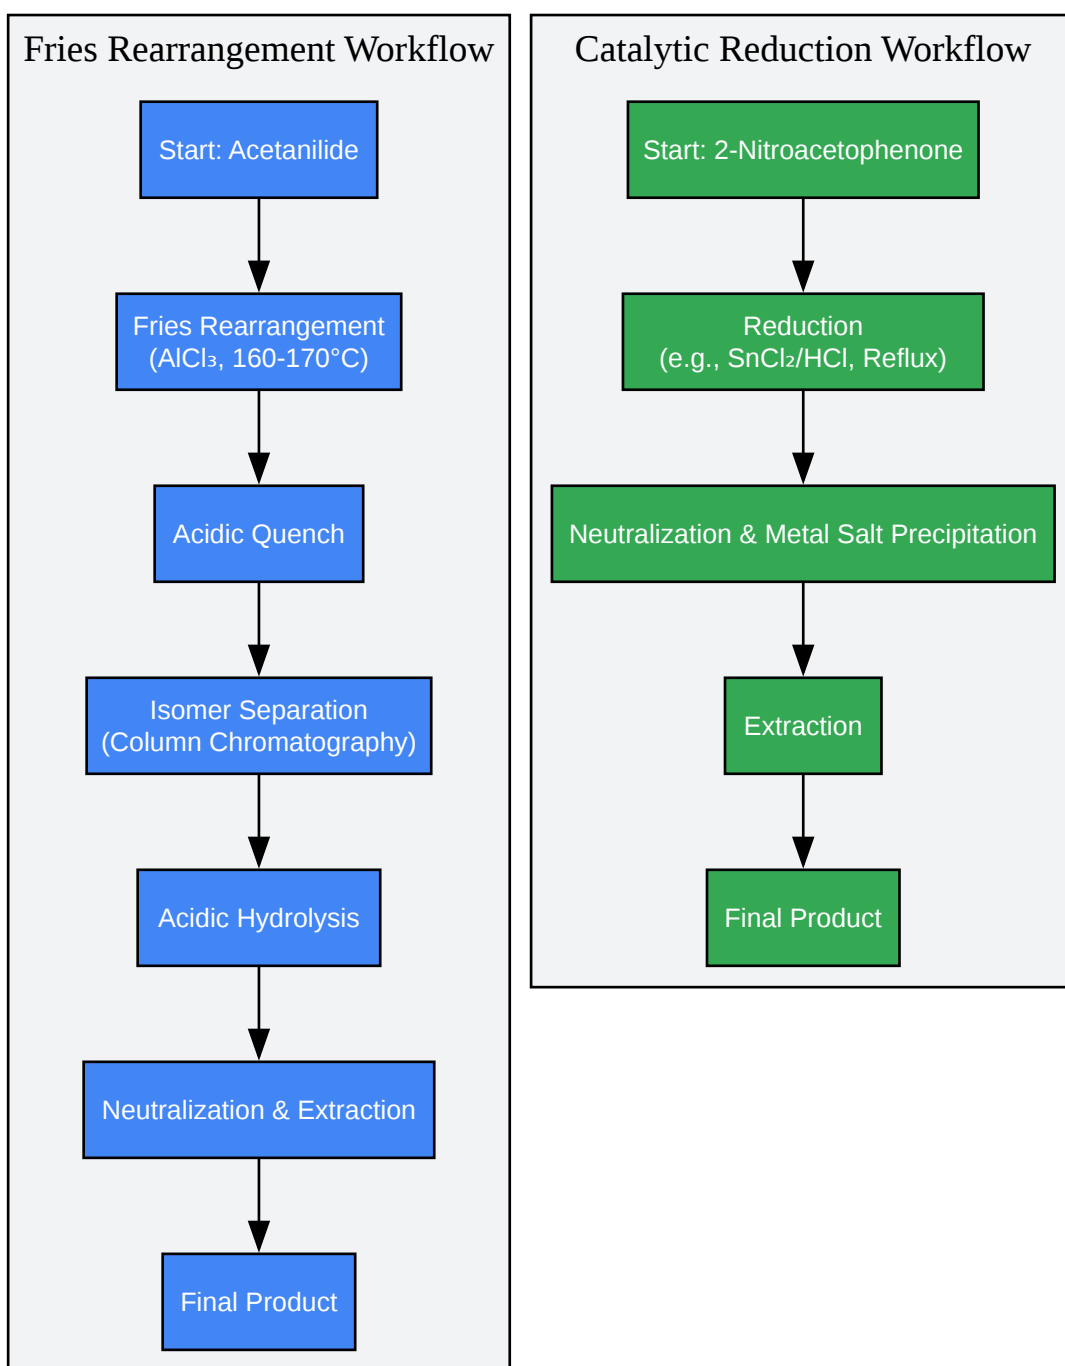 Fries Rearrangement Workflow
Start: Acetanilide
Fries Rearrangement
(AlCl₃, 160-170°C)
Acidic Quench
Isomer Separation
(Column Chromatography)
Acidic Hydrolysis
Neutralization & Extraction
Final Product
Catalytic Reduction Workflow
Start: 2-Nitroacetophenone
Reduction
(e.g., SnCl₂/HCl, Reflux)
Neutralization & Metal Salt Precipitation
Extraction
Final Product